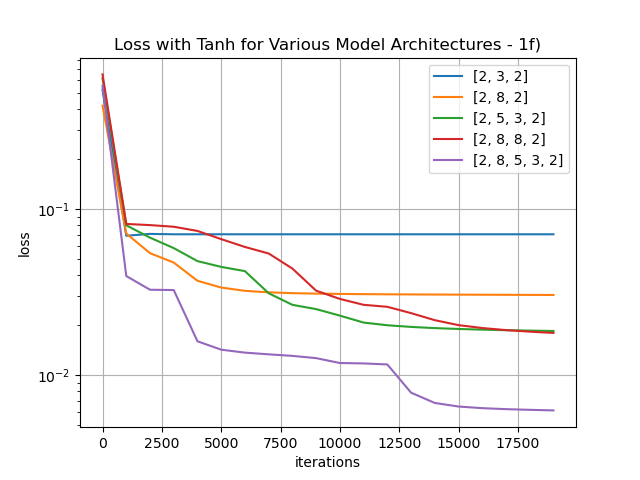 Loss with Tanh for Various Model Architectures - 1f)
[2, 3, 2]
[2, 8, 2]
[2, 5, 3, 2]
[2, 8, 8, 2]
[2, 8, 5, 3, 2]
loss
10⁻¹
10⁻²
0 2500 5000 7500 10000 12500 15000 17500
iterations